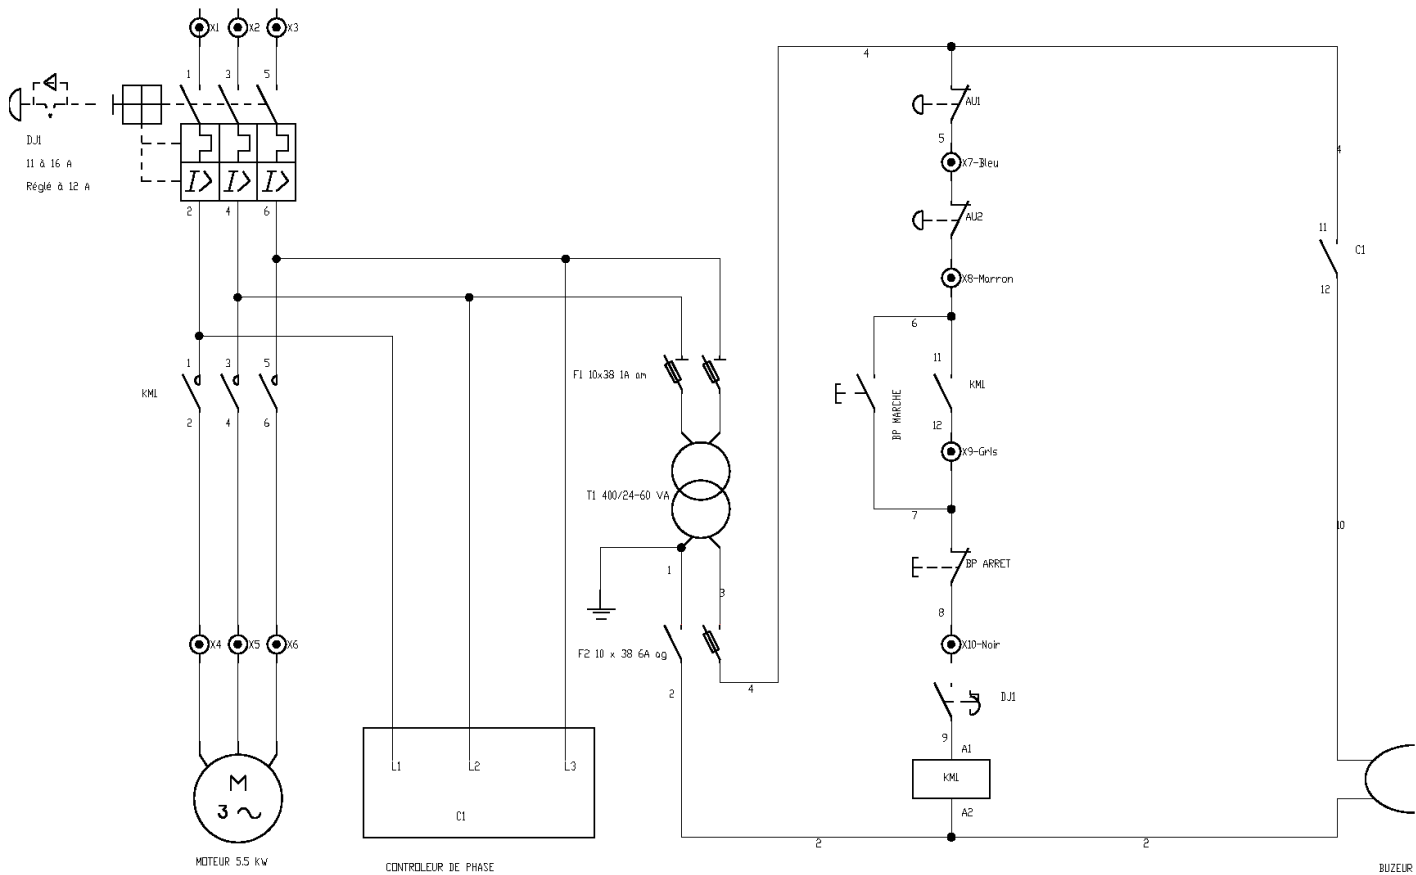 X1
X2
X3
4
1
3
5
DJ1
11 à 16 A
Réglé à 12 A
I>
I>
I>
2
4
6
AU1
5
X7-Bleu
AU2
X8-Marron
4
11
C1
12
6
1
3
5
KM1
2
4
6
F1 10x38 1A am
11
KM1
BP MARCHE
12
X9-Gris
T1 400/24-60 VA
7
10
1
3
BP ARRET
8
X4
X5
X6
F2 10 x 38 6A ag
X10-Noir
2
4
DJ1
9
A1
M
3 ~
L1
L2
L3
KM1
C1
A2
2
2
MOTEUR 5.5 KW
CONTROLEUR DE PHASE
BUZEUR